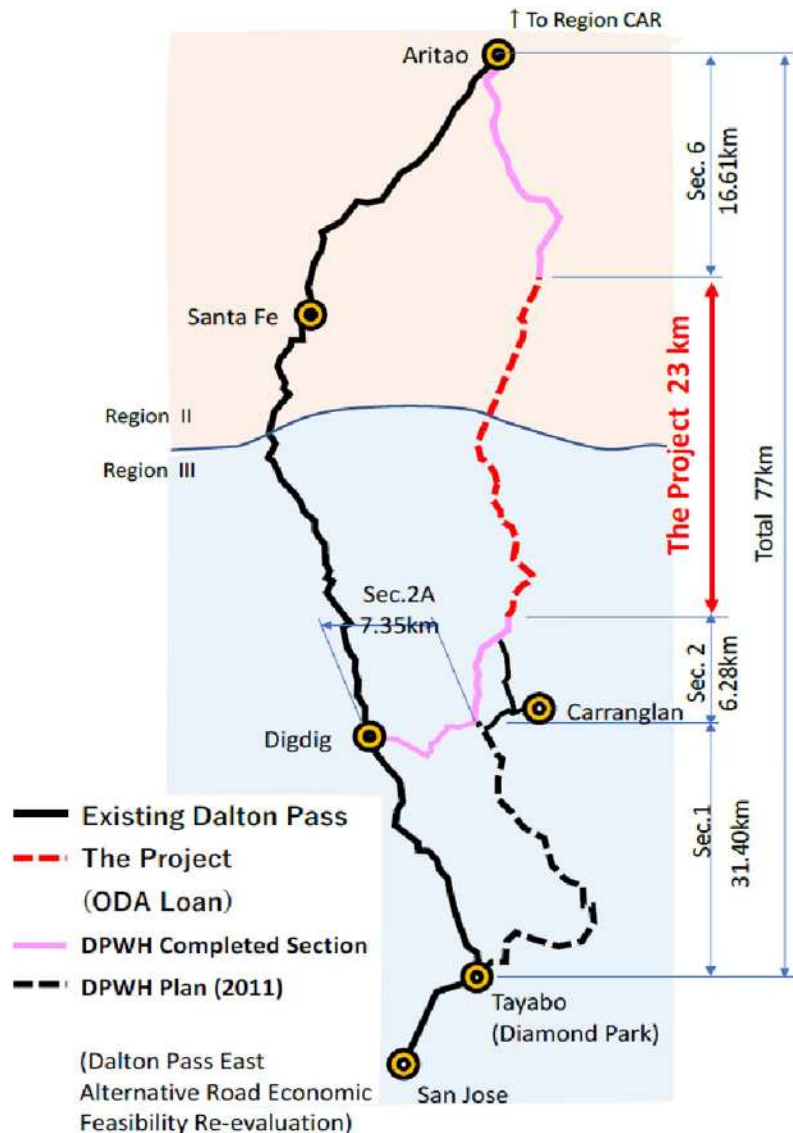 ↑ To Region CAR
Aritao
Sec. 6
16.61km
Santa Fe
The Project 23 km
Total 77km
Region II
Region III
Sec.2A
7.35km
Sec. 2
6.28km
Carranglan
Digdig
Sec.1
31.40km
Existing Dalton Pass
The Project
(ODA Loan)
DPWH Completed Section
DPWH Plan (2011)
Tayabo
(Diamond Park)
(Dalton Pass East
Alternative Road Economic
Feasibility Re-evaluation)
San Jose